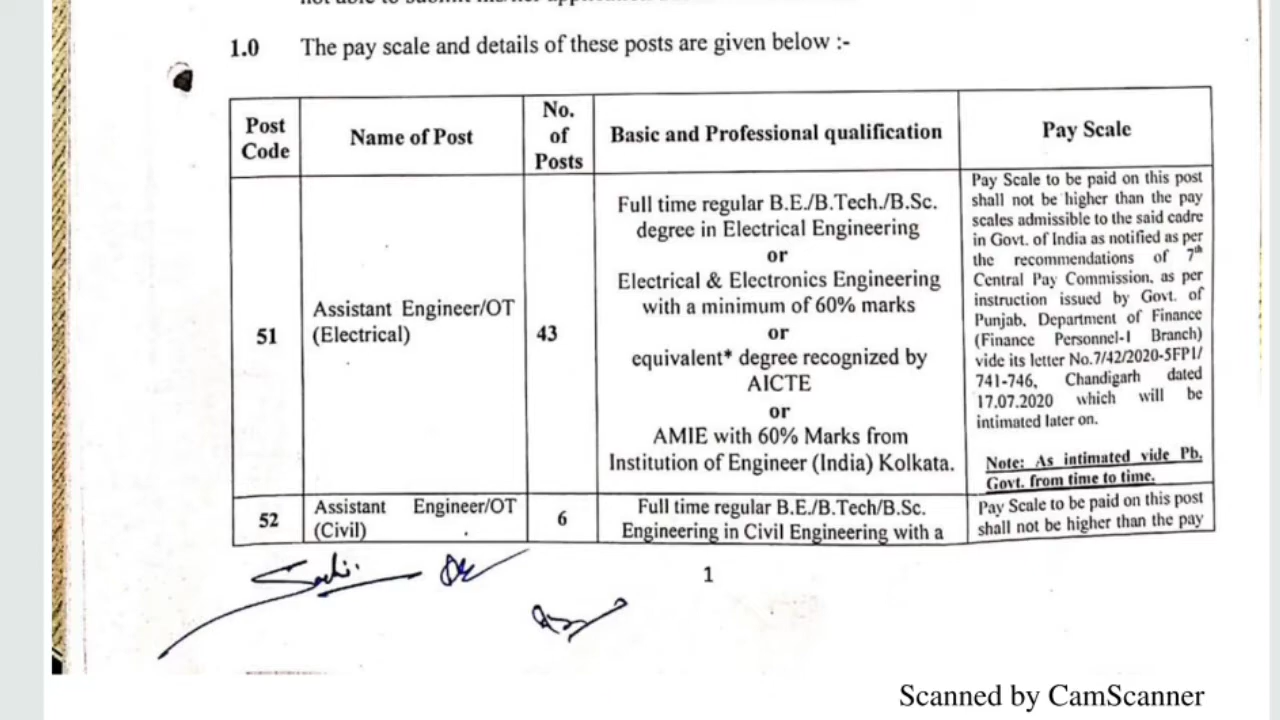 1.0 The pay scale and details of these posts are given below :-
Post Code
Name of Post
No. of Posts
Basic and Professional qualification
Pay Scale
51
Assistant Engineer/OT
(Electrical)
43
Full time regular B.E./B.Tech./B.Sc.
degree in Electrical Engineering
or
Electrical & Electronics Engineering
with a minimum of 60% marks
or
equivalent* degree recognized by
AICTE
or
AMIE with 60% Marks from
Institution of Engineer (India) Kolkata.
Pay Scale to be paid on this post
shall not be higher than the pay
scales admissible to the said cadre
in Govt. of India as notified as per
the recommendations of 7th
Central Pay Commission, as per
instruction issued by Govt. of
Punjab, Department of Finance
(Finance Personnel-I Branch)
vide its letter No.7/42/2020-5FP1/
741-746, Chandigarh dated
17.07.2020 which will be
intimated later on.
Note: As intimated vide Pb.
Govt. from time to time.
52
Assistant Engineer/OT
(Civil)
6
Full time regular B.E./B.Tech/B.Sc.
Engineering in Civil Engineering with a
Pay Scale to be paid on this post
shall not be higher than the pay
1
Scanned by CamScanner